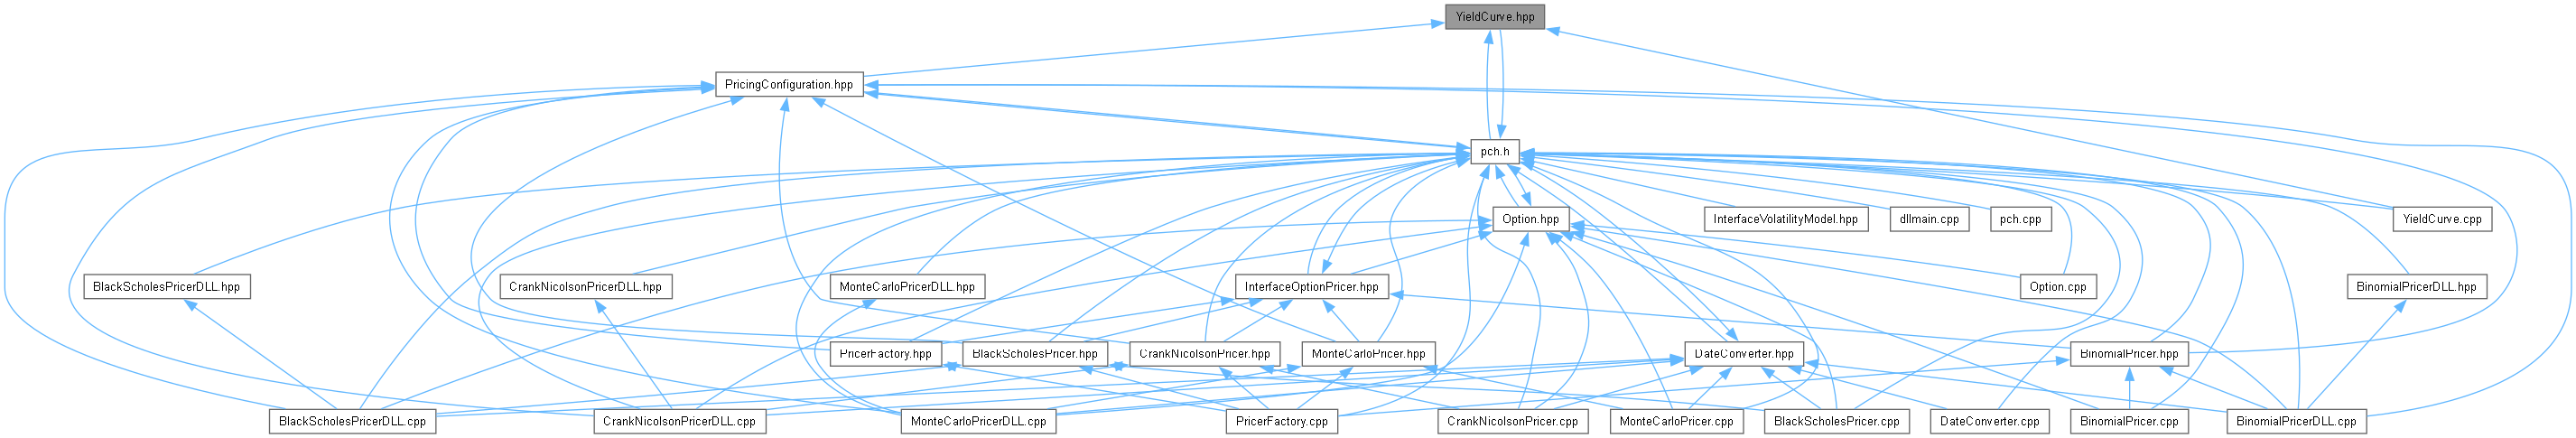 YieldCurve.hpp
PricingConfiguration.hpp
pch.h
Option.hpp
InterfaceVolatilityModel.hpp
dllmain.cpp
pch.cpp
YieldCurve.cpp
BlackScholesPricerDLL.hpp
CrankNicolsonPricerDLL.hpp
MonteCarloPricerDLL.hpp
InterfaceOptionPricer.hpp
Option.cpp
BinomialPricerDLL.hpp
PricerFactory.hpp
BlackScholesPricer.hpp
CrankNicolsonPricer.hpp
MonteCarloPricer.hpp
DateConverter.hpp
BinomialPricer.hpp
BlackScholesPricerDLL.cpp
CrankNicolsonPricerDLL.cpp
MonteCarloPricerDLL.cpp
PricerFactory.cpp
CrankNicolsonPricer.cpp
MonteCarloPricer.cpp
BlackScholesPricer.cpp
DateConverter.cpp
BinomialPricer.cpp
BinomialPricerDLL.cpp